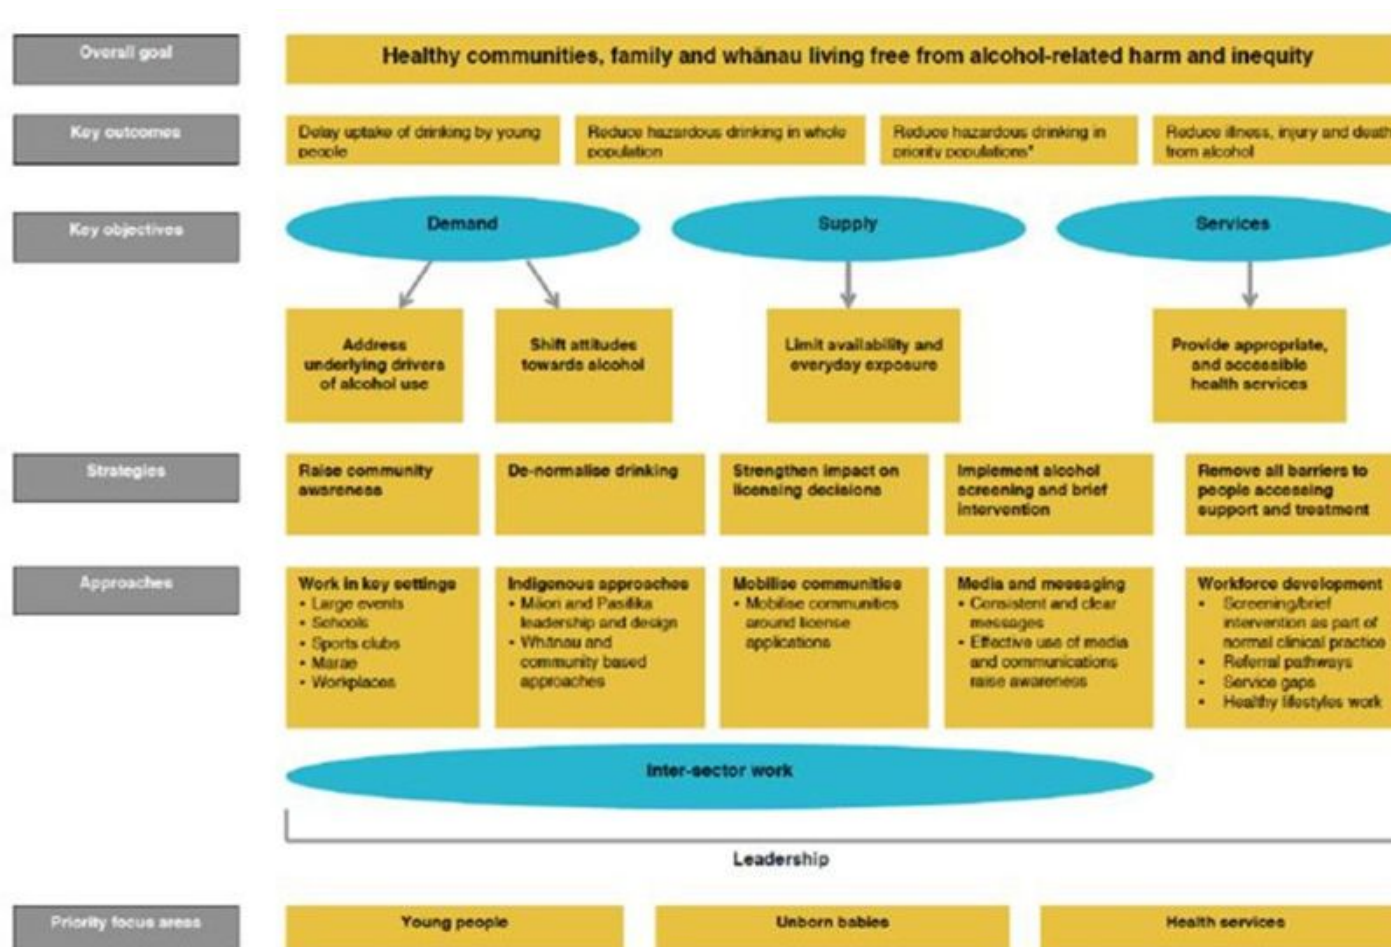 Overall goal
Healthy communities, family and whānau living free from alcohol-related harm and inequity
Key outcomes
Delay uptake of drinking by young
people
Reduce hazardous drinking in whole
population
Reduce hazardous drinking in
priority populations*
Reduce illness, injury and death
from alcohol
Key objectives
Demand
Supply
Services
Address
underlying drivers
of alcohol use
Shift attitudes
towards alcohol
Limit availability and
everyday exposure
Provide appropriate,
and accessible
health services
Strategies
Raise community
awareness
De-normalise drinking
Strengthen impact on
licensing decisions
Implement alcohol
screening and brief
intervention
Remove all barriers to
people accessing
support and treatment
Approaches
Work in key settings
• Large events
• Schools
• Sports clubs
• Marae
• Workplaces
Indigenous approaches
• Māori and Pasifika
leadership and design
• Whānau and
community based
approaches
Mobilise communities
• Mobilise communities
around license
applications
Media and messaging
• Consistent and clear
messages
• Effective use of media
and communications
raise awareness
Workforce development
• Screening/brief
intervention as part of
normal clinical practice
• Referral pathways
• Service gaps
• Healthy lifestyles work
Inter-sector work
Leadership
Priority focus areas
Young people
Unborn babies
Health services